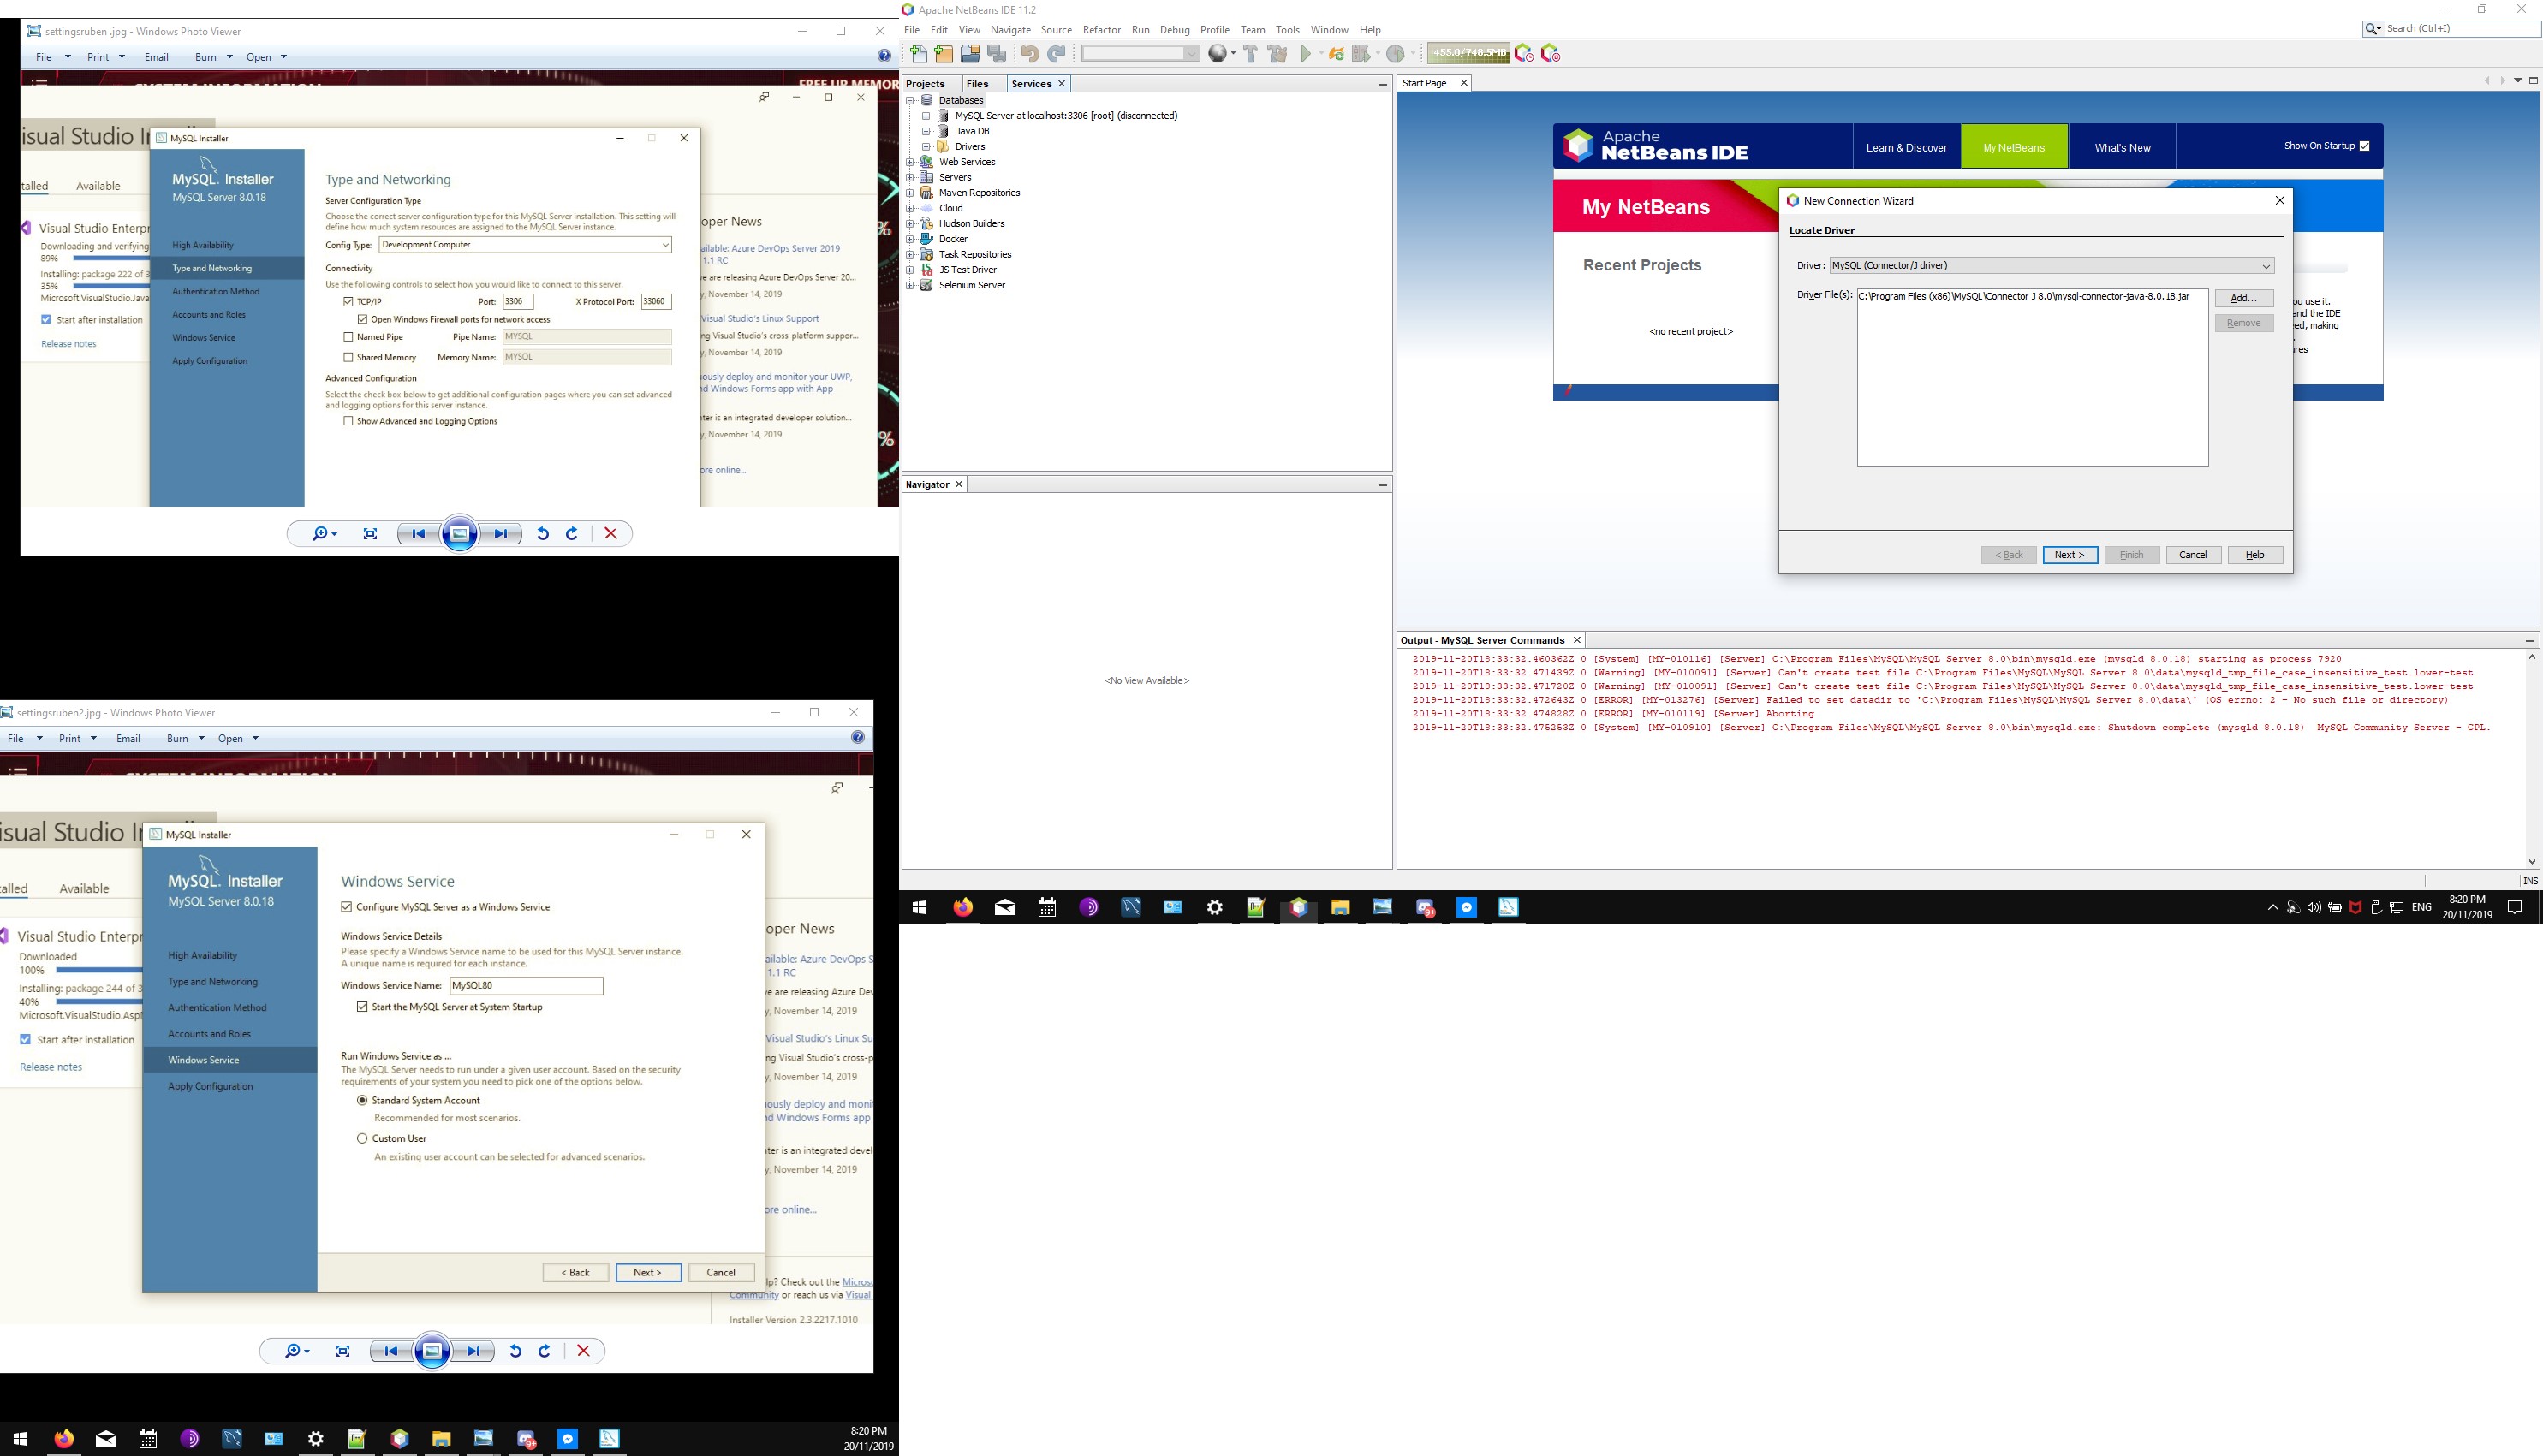 settingsruben .jpg - Windows Photo Viewer
File Print Email Burn Open
FREE UP MEMOR
isual Studio I
MySQL Installer
MySQL. Installer
MySQL Server 8.0.18
High Availability
Type and Networking
Authentication Method
Accounts and Roles
Windows Service
Apply Configuration
Type and Networking
Server Configuration Type
Choose the correct server configuration type for this MySQL Server installation. This setting will
define how much system resources are assigned to the MySQL Server instance.
Config Type: Development Computer
Connectivity
Use the following controls to select how you would like to connect to this server.
TCP/IP Port: 3306 X Protocol Port: 33060
Open Windows Firewall ports for network access
Named Pipe Pipe Name: MYSQL
Shared Memory Memory Name: MYSQL
Advanced Configuration
Select the check box below to get additional configuration pages where you can set advanced
and logging options for this server instance.
Show Advanced and Logging Options
talled Available
Visual Studio Enterpr
Downloading and verifying
89%
Installing: package 222 of 3
35%
Microsoft.VisualStudio.Java
Start after installation
Release notes
oper News
ailable: Azure DevOps Server 2019
1.1 RC
we are releasing Azure DevOps Server 20...
y, November 14, 2019
Visual Studio's Linux Support
ng Visual Studio's cross-platform suppor...
y, November 14, 2019
uously deploy and monitor your UWP,
nd Windows Forms app with App
ter is an integrated developer solution...
y, November 14, 2019
ore online...
settingsruben2.jpg - Windows Photo Viewer
File Print Email Burn Open
isual Studio I
MySQL Installer
MySQL. Installer
MySQL Server 8.0.18
High Availability
Type and Networking
Authentication Method
Accounts and Roles
Windows Service
Apply Configuration
Windows Service
Configure MySQL Server as a Windows Service
Windows Service Details
Please specify a Windows Service name to be used for this MySQL Server instance.
A unique name is required for each instance.
Windows Service Name: MySQL80
Start the MySQL Server at System Startup
Run Windows Service as ...
The MySQL Server needs to run under a given user account. Based on the security
requirements of your system you need to pick one of the options below.
Standard System Account
Recommended for most scenarios.
Custom User
An existing user account can be selected for advanced scenarios.
< Back Next > Cancel
alled Available
Visual Studio Enterpr
Downloaded
100%
Installing: package 244 of 3
40%
Microsoft.VisualStudio.Asp
Start after installation
Release notes
oper News
ailable: Azure DevOps S
1.1 RC
we are releasing Azure Dev
y, November 14, 2019
Visual Studio's Linux Su
ng Visual Studio's cross-p
y, November 14, 2019
uously deploy and monit
nd Windows Forms app
ter is an integrated devel
y, November 14, 2019
ore online...
lp? Check out the Microso
Community or reach us via Visual
Installer Version 2.3.2217.1010
8:20 PM
20/11/2019
Apache NetBeans IDE 11.2
File Edit View Navigate Source Refactor Run Debug Profile Team Tools Window Help
Search (Ctrl+I)
455.0/748.5MB
Projects Files Services
Databases
MySQL Server at localhost:3306 [root] (disconnected)
Java DB
Drivers
Web Services
Servers
Maven Repositories
Cloud
Hudson Builders
Docker
Task Repositories
JS Test Driver
Selenium Server
Navigator
<No View Available>
Start Page
Apache
NetBeans IDE
Learn & Discover My NetBeans What's New Show On Startup
My NetBeans
Recent Projects
<no recent project>
ou use it.
and the IDE
ed, making
res
New Connection Wizard
Locate Driver
Driver: MySQL (Connector/J driver)
Driver File(s): C:\Program Files (x86)\MySQL\Connector J 8.0\mysql-connector-java-8.0.18.jar
Add...
Remove
< Back Next > Finish Cancel Help
Output - MySQL Server Commands
2019-11-20T18:33:32.460362Z 0 [System] [MY-010116] [Server] C:\Program Files\MySQL\MySQL Server 8.0\bin\mysqld.exe (mysqld 8.0.18) starting as process 7920
2019-11-20T18:33:32.471439Z 0 [Warning] [MY-010091] [Server] Can't create test file C:\Program Files\MySQL\MySQL Server 8.0\data\mysqld_tmp_file_case_insensitive_test.lower-test
2019-11-20T18:33:32.471720Z 0 [Warning] [MY-010091] [Server] Can't create test file C:\Program Files\MySQL\MySQL Server 8.0\data\mysqld_tmp_file_case_insensitive_test.lower-test
2019-11-20T18:33:32.472643Z 0 [ERROR] [MY-013276] [Server] Failed to set datadir to 'C:\Program Files\MySQL\MySQL Server 8.0\data\' (OS errno: 2 - No such file or directory)
2019-11-20T18:33:32.474828Z 0 [ERROR] [MY-010119] [Server] Aborting
2019-11-20T18:33:32.475253Z 0 [System] [MY-010910] [Server] C:\Program Files\MySQL\MySQL Server 8.0\bin\mysqld.exe: Shutdown complete (mysqld 8.0.18)  MySQL Community Server - GPL.
INS
ENG
8:20 PM
20/11/2019